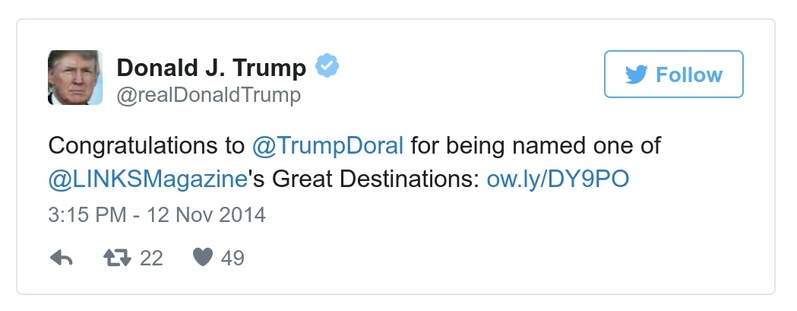 Donald J. Trump
@realDonaldTrump
Follow
Congratulations to @TrumpDoral for being named one of
@LINKSMagazine's Great Destinations: ow.ly/DY9PO
3:15 PM - 12 Nov 2014
22 49